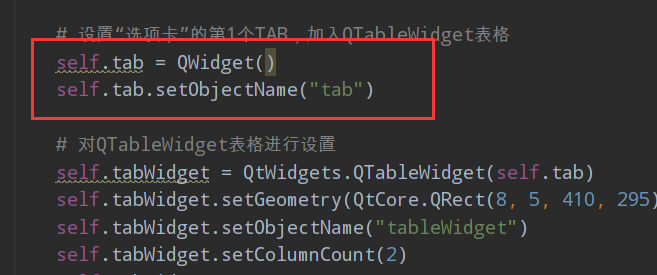 # 设置“选项卡”的第1个TAB，加入QTableWidget表格
self.tab = QWidget()
self.tab.setObjectName("tab")
# 对QTableWidget表格进行设置
self.tabWidget = QtWidgets.QTableWidget(self.tab)
self.tabWidget.setGeometry(QtCore.QRect(8, 5, 410, 295)
self.tabWidget.setObjectName("tableWidget")
self.tabWidget.setColumnCount(2)